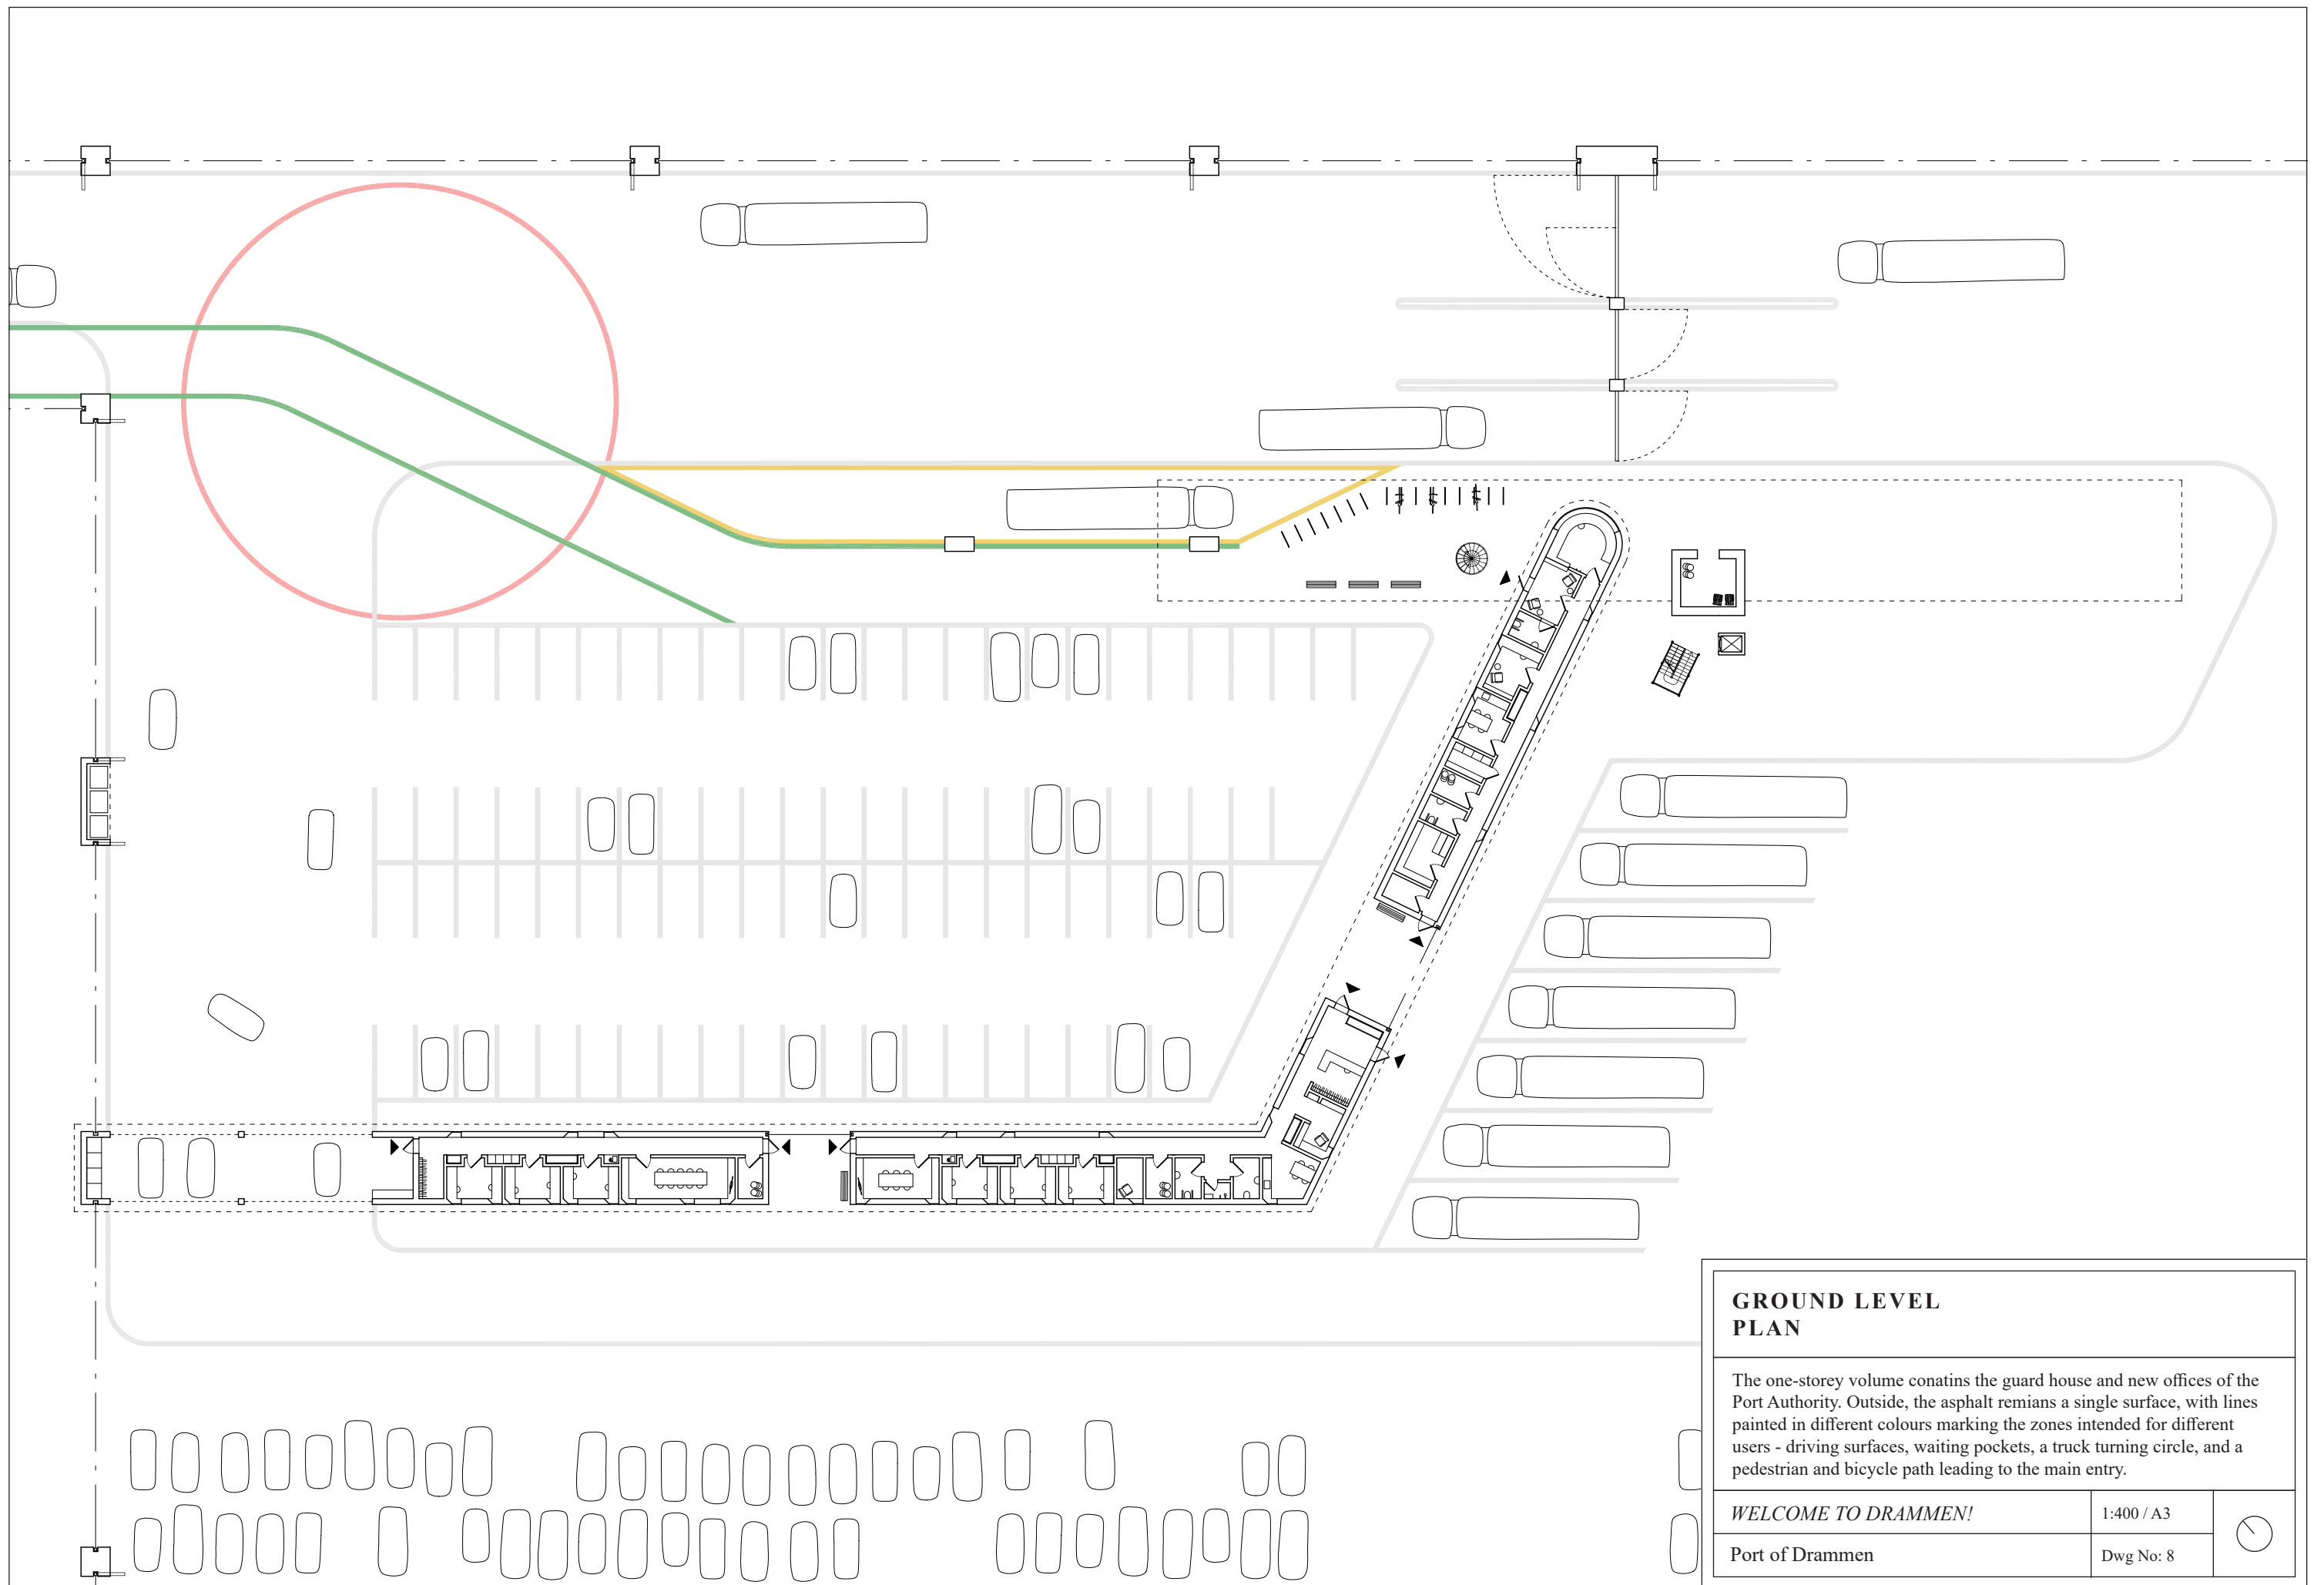 GROUND LEVEL
PLAN
The one-storey volume conatins the guard house and new offices of the
Port Authority. Outside, the asphalt remians a single surface, with lines
painted in different colours marking the zones intended for different
users - driving surfaces, waiting pockets, a truck turning circle, and a
pedestrian and bicycle path leading to the main entry.
WELCOME TO DRAMMEN!
1:400 / A3
Port of Drammen
Dwg No: 8